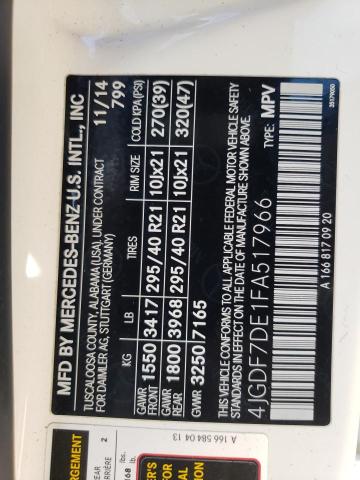 MFD BY MERCEDES-BENZ U.S. INTL., INC
TUSCALOOSA COUNTY, ALABAMA (USA), UNDER CONTRACT 11/14
FOR DAIMLER AG, STUTTGART (GERMANY) 799
KG LB TIRES RIM SIZE COLD KPA(PSI)
GAWR FRONT 1550 3417 295/40 R21 10Jx21 270(39)
GAWR REAR 1800 3968 295/40 R21 10Jx21 320(47)
GVWR 3250 7165
THIS VEHICLE CONFORMS TO ALL APPLICABLE FEDERAL MOTOR VEHICLE SAFETY
STANDARDS IN EFFECT ON THE DATE OF MANUFACTURE SHOWN ABOVE.
4JGDF7DE1FA517966 TYPE: MPV
A 166 817 09 20
A 166 584 04 13